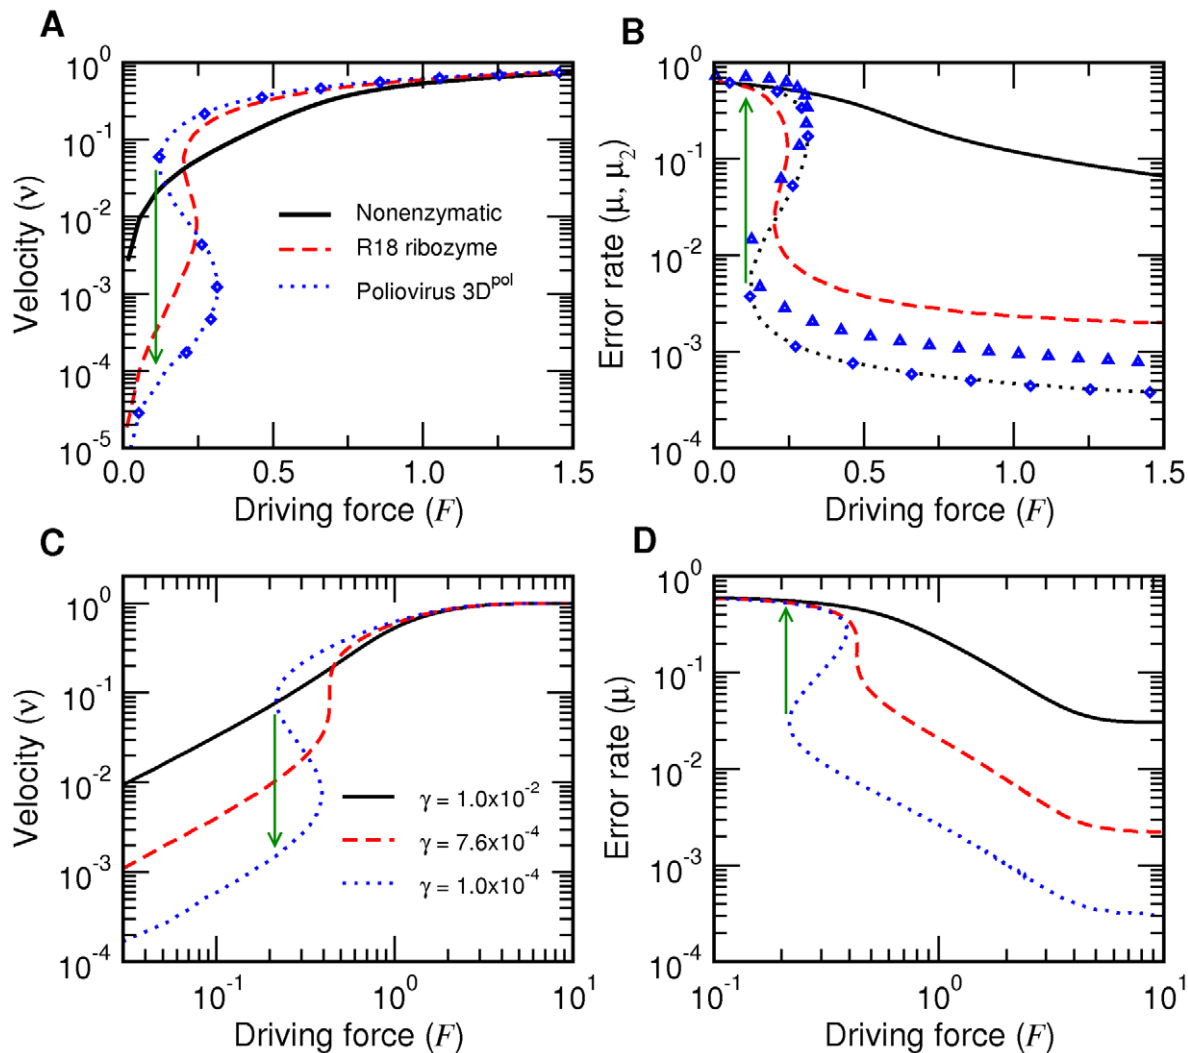 A
10^0
10^-1
10^-2
10^-3
10^-4
10^-5
Velocity (ν)
Nonenzymatic
R18 ribozyme
Poliovirus 3D^pol
0.0 0.5 1.0 1.5
Driving force (F)
B
10^0
10^-1
10^-2
10^-3
10^-4
Error rate (μ, μ₂)
0.0 0.5 1.0 1.5
Driving force (F)
C
10^0
10^-1
10^-2
10^-3
10^-4
Velocity (ν)
γ = 1.0x10^-2
γ = 7.6x10^-4
γ = 1.0x10^-4
10^-1 10^0 10^1
Driving force (F)
D
10^0
10^-1
10^-2
10^-3
10^-4
Error rate (μ)
10^-1 10^0 10^1
Driving force (F)